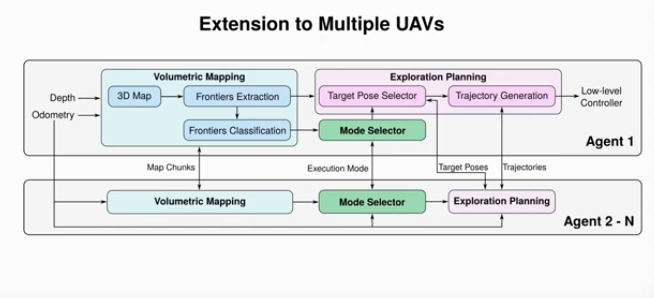 Extension to Multiple UAVs
Volumetric Mapping
Exploration Planning
Depth
3D Map
Frontiers Extraction
Target Pose Selector
Trajectory Generation
Low-level
Controller
Odometry
Frontiers Classification
Mode Selector
Agent 1
Map Chunks
Execution Mode
Target Poses
Trajectories
Volumetric Mapping
Mode Selector
Exploration Planning
Agent 2 - N